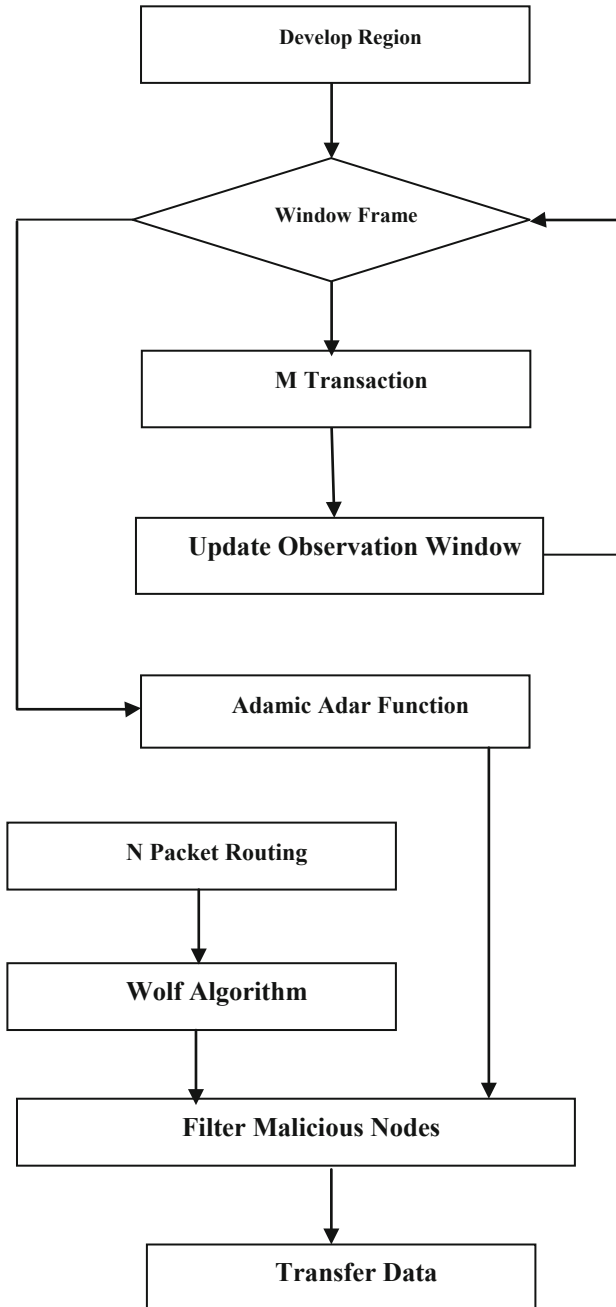 Develop Region
Window Frame
M Transaction
Update Observation Window
Adamic Adar Function
N Packet Routing
Wolf Algorithm
Filter Malicious Nodes
Transfer Data